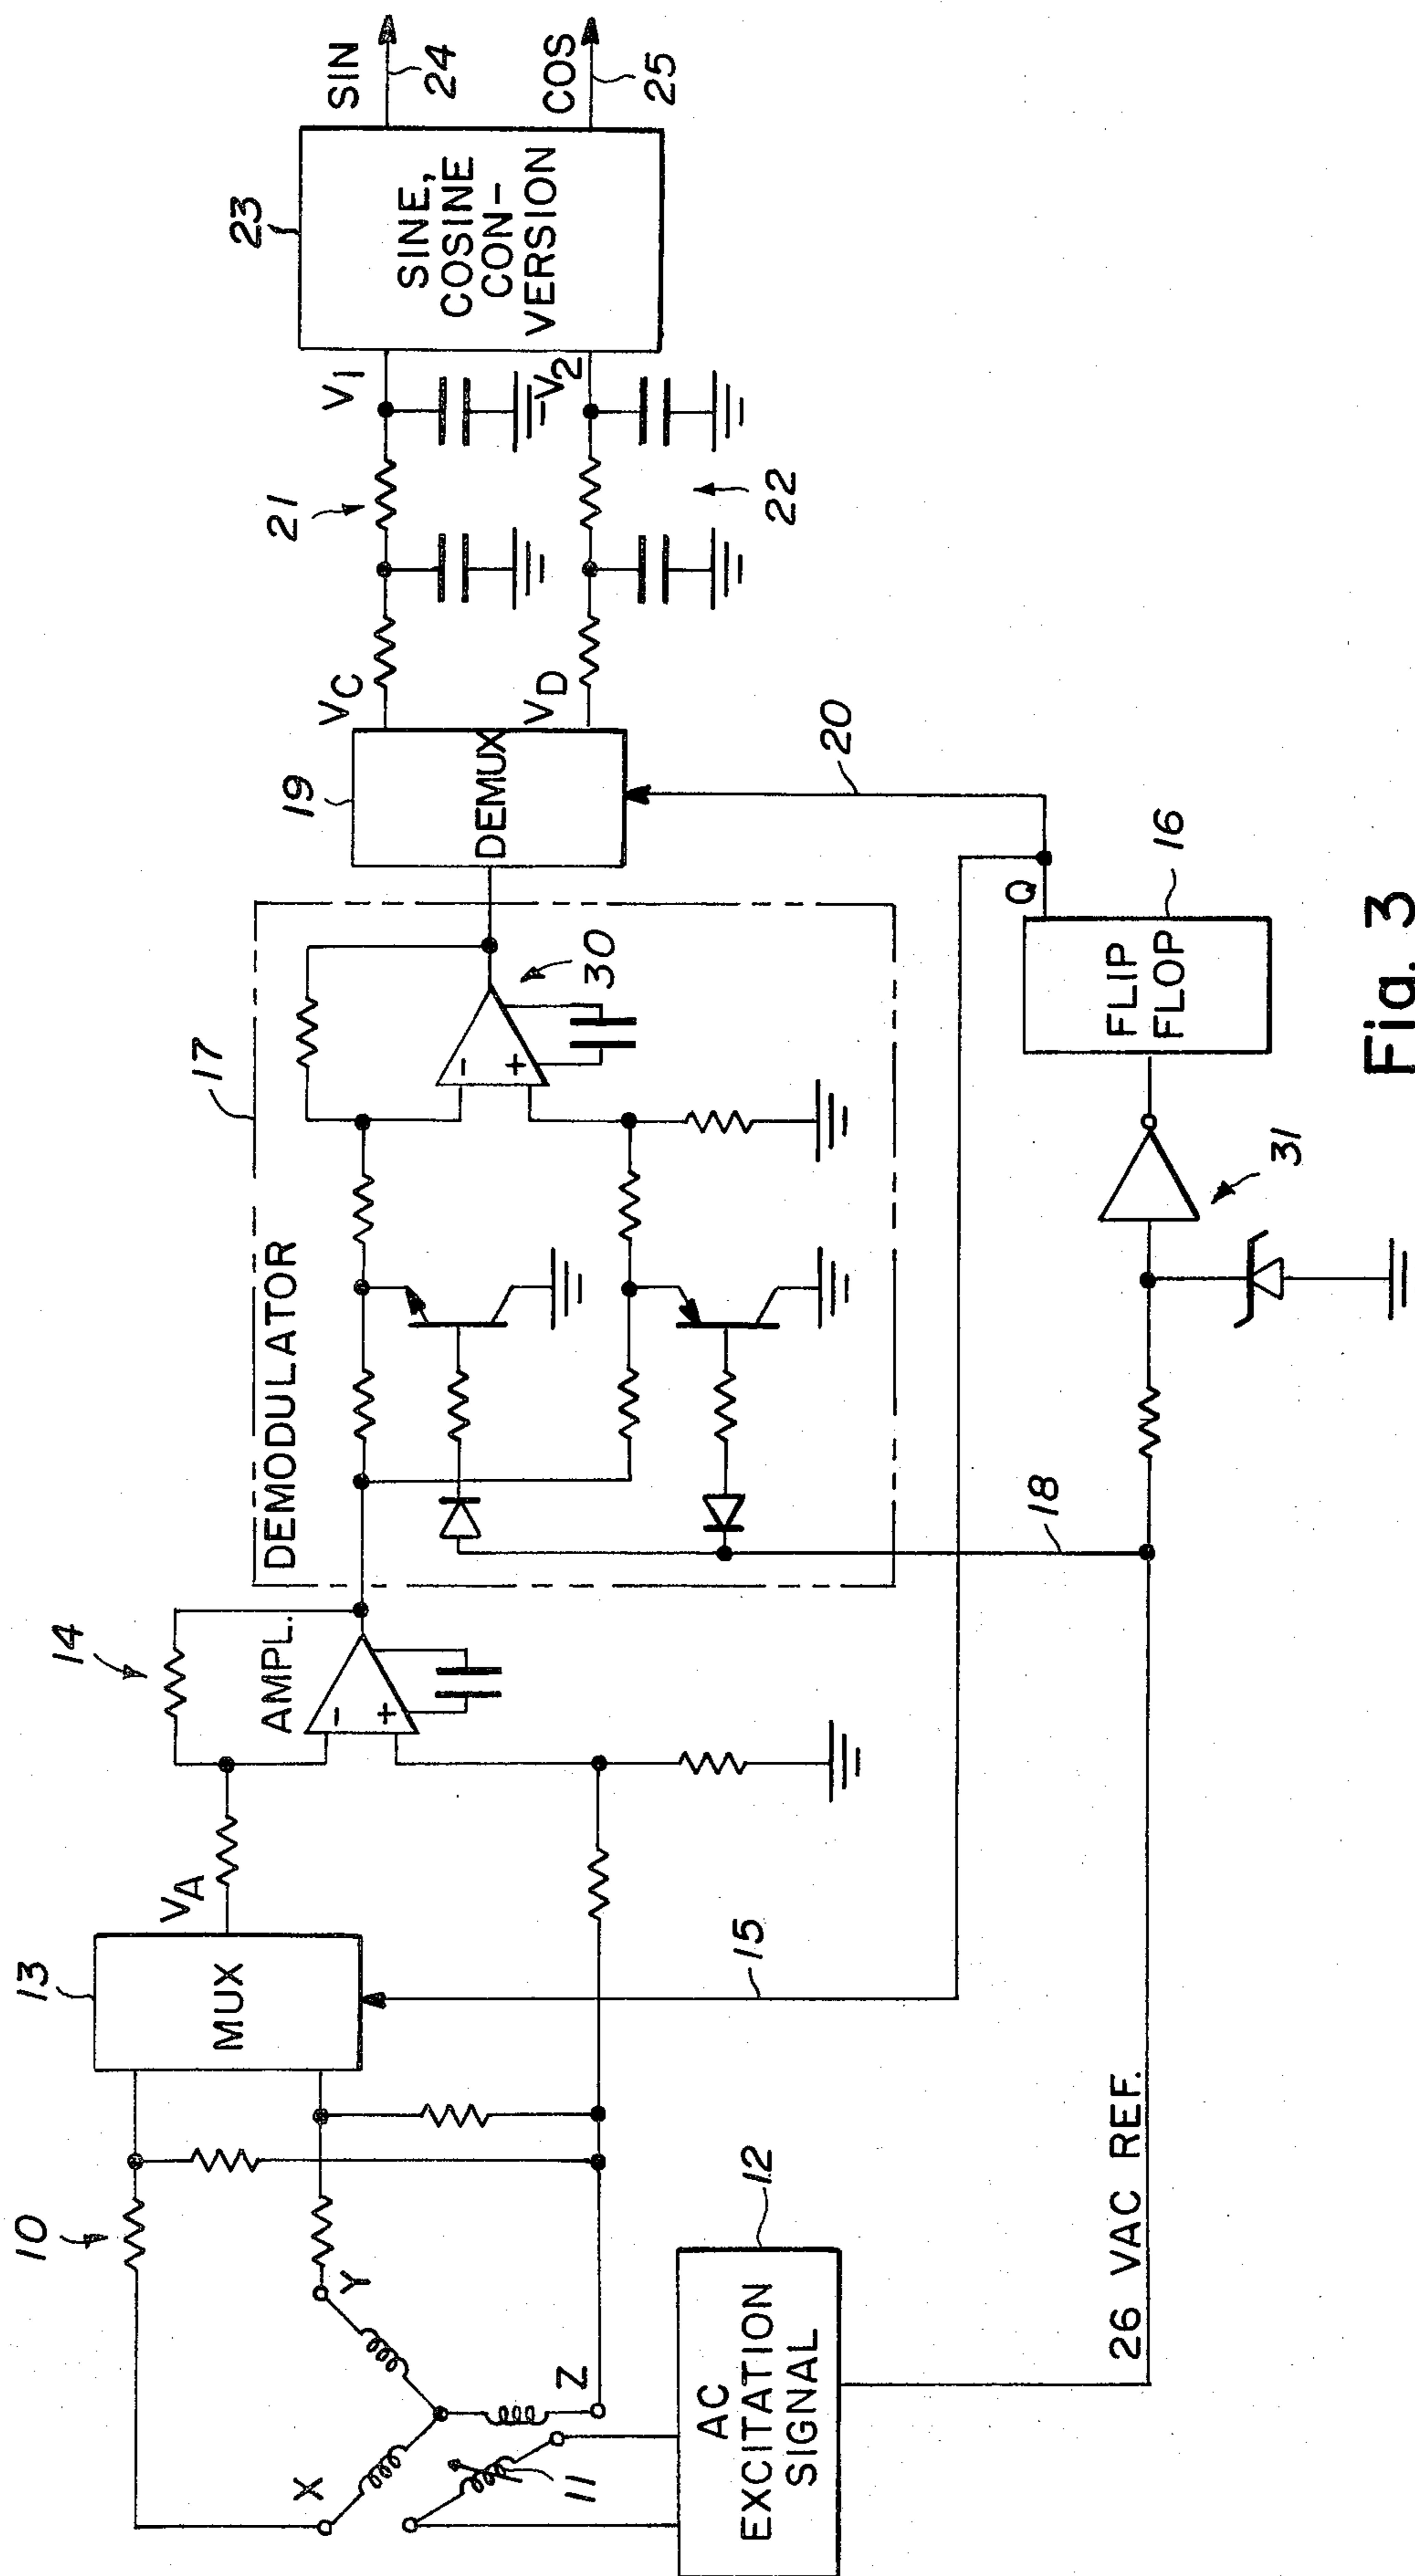 10
X
Y
Z
11
AC
EXCITATION
SIGNAL
12
26 VAC REF.
13
MUX
VA
15
14
AMPL.
-
+
DEMODULATOR
17
18
-
+
30
31
FLIP
FLOP
16
Q
20
19
DEMUX
VC
VD
21
22
V1
V2
23
SINE,
COSINE
CON-
VERSION
SIN
24
COS
25
Fig. 3